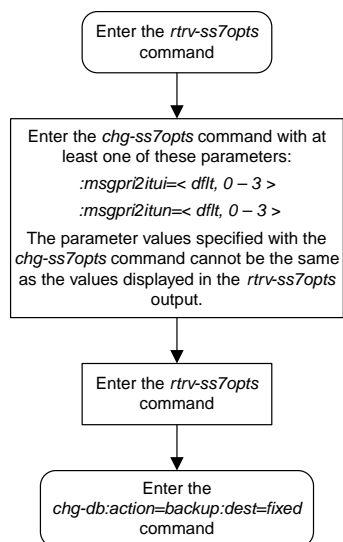 Enter the rtrv-ss7opts
command
Enter the chg-ss7opts command with at
least one of these parameters:
:msgpri2itui=< dflt, 0 – 3 >
:msgpri2itun=< dflt, 0 – 3 >
The parameter values specified with the
chg-ss7opts command cannot be the same
as the values displayed in the rtrv-ss7opts
output.
Enter the rtrv-ss7opts
command
Enter the
chg-db:action=backup:dest=fixed
command